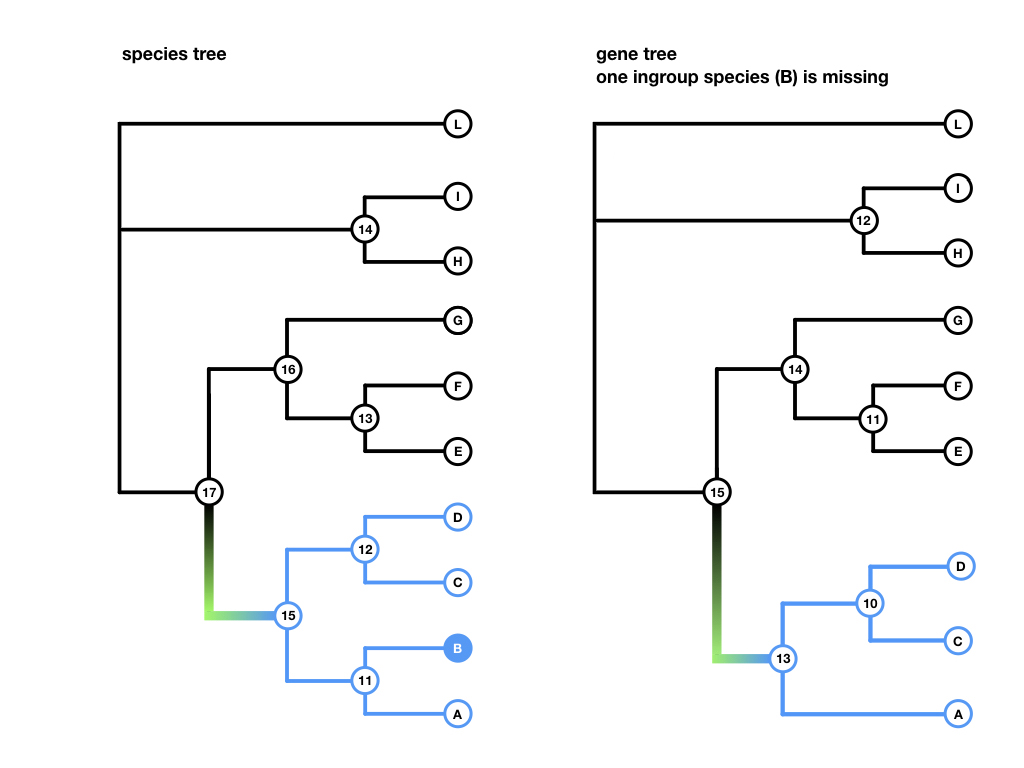 species tree
gene tree
one ingroup species (B) is missing
L
I
14
H
G
16
F
13
E
17
D
12
C
15
B
11
A
L
I
12
H
G
14
F
11
E
15
D
10
C
13
A